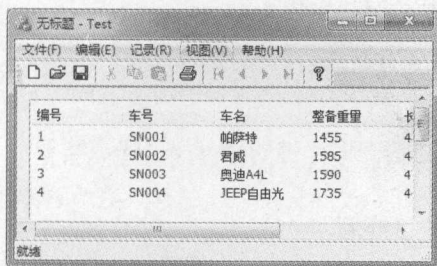 无标题 - Test
文件(F) 编辑(E) 记录(R) 视图(V) 帮助(H)
编号 车号 车名 整备重里 长
1 SN001 帕萨特 1455 4
2 SN002 君威 1585 4
3 SN003 奥迪A4L 1590 4
4 SN004 JEEP自由光 1735 4
就绪